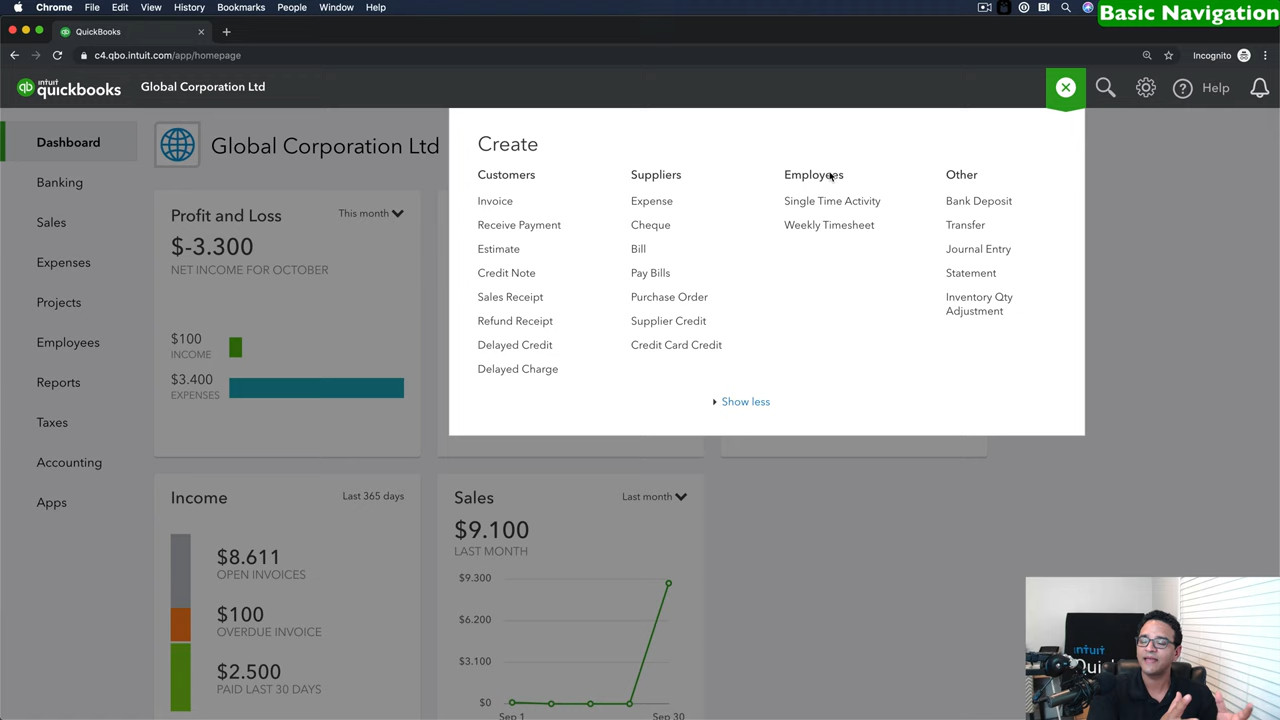 Chrome File Edit View History Bookmarks People Window Help
Basic Navigation
QuickBooks
c4.qbo.intuit.com/app/homepage
Incognito
intuit quickbooks
Global Corporation Ltd
Help
Dashboard
Banking
Sales
Expenses
Projects
Employees
Reports
Taxes
Accounting
Apps
Global Corporation Ltd
Create
Customers
Invoice
Receive Payment
Estimate
Credit Note
Sales Receipt
Refund Receipt
Delayed Credit
Delayed Charge
Suppliers
Expense
Cheque
Bill
Pay Bills
Purchase Order
Supplier Credit
Credit Card Credit
Employees
Single Time Activity
Weekly Timesheet
Other
Bank Deposit
Transfer
Journal Entry
Statement
Inventory Qty
Adjustment
Show less
Profit and Loss
This month
$-3.300
NET INCOME FOR OCTOBER
$100
INCOME
$3.400
EXPENSES
Income
Last 365 days
$8.611
OPEN INVOICES
$100
OVERDUE INVOICE
$2.500
PAID LAST 30 DAYS
Sales
Last month
$9.100
LAST MONTH
$9.300
$6.200
$3.100
$0
Sep 1
Sep 30
intuit